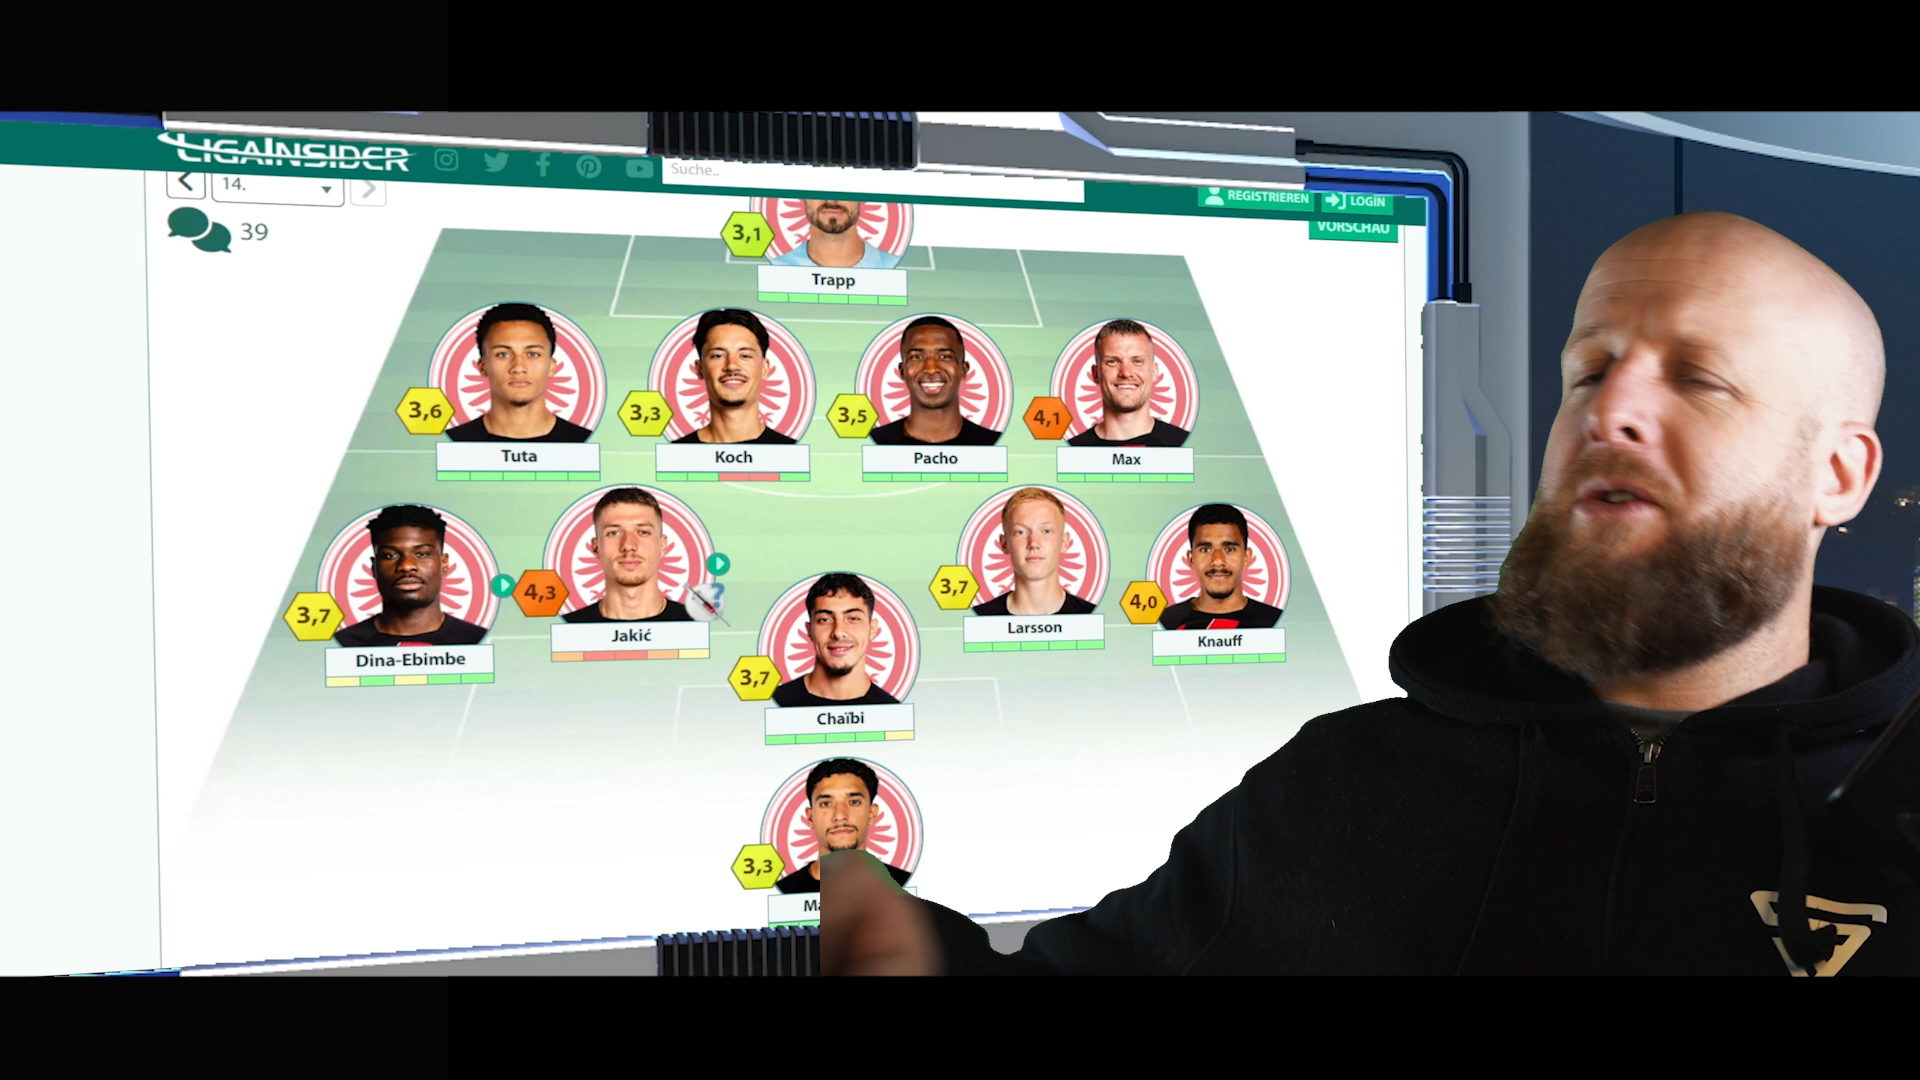 LIGAINSIDER
Suche..
REGISTRIEREN
LOGIN
14.
VORSCHAU
39
3,1
Trapp
3,6
3,3
3,5
4,1
Tuta
Koch
Pacho
Max
3,7
4,3
3,7
4,0
Dina-Ebimbe
Jakić
Larsson
Knauff
3,7
Chaïbi
3,3
Ma